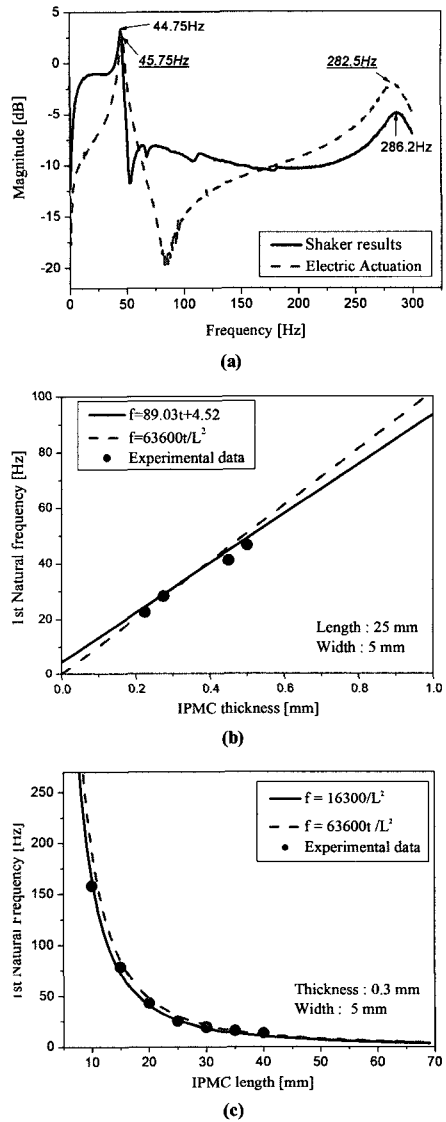 5
0
-5
-10
-15
-20
Magnitude [dB]
44.75Hz
45.75Hz
282.5Hz
286.2Hz
Shaker results
Electric Actuation
0 50 100 150 200 250 300
Frequency [Hz]
(a)
100
80
60
40
20
0
1st Natural frequency [Hz]
f=89.03t+4.52
f=63600t/L²
Experimental data
Length : 25 mm
Width : 5 mm
0.0 0.2 0.4 0.6 0.8 1.0
IPMC thickness [mm]
(b)
250
200
150
100
50
0
1st Natural Frequency [Hz]
f = 16300/L²
f = 63600t /L²
Experimental data
Thickness : 0.3 mm
Width : 5 mm
10 20 30 40 50 60 70
IPMC length [mm]
(c)